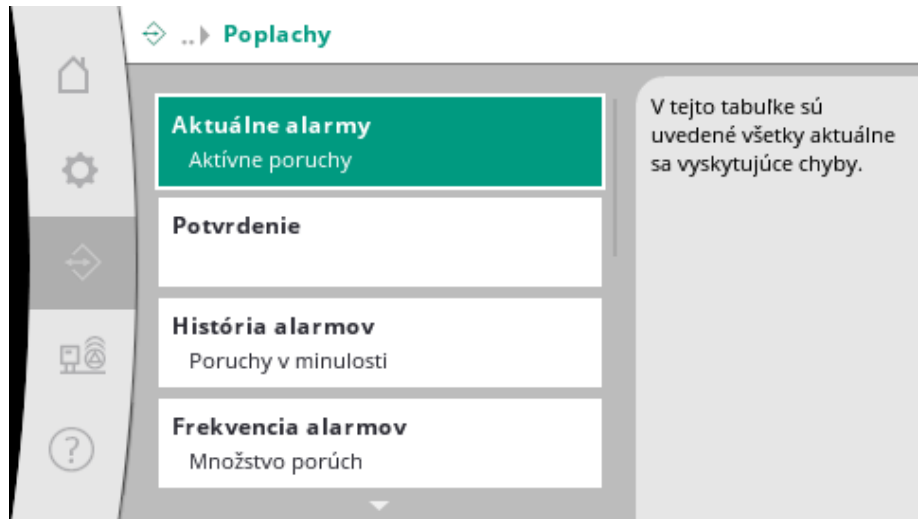 .. Poplachy
Aktuálne alarmy
Aktívne poruchy
Potvrdenie
História alarmov
Poruchy v minulosti
Frekvencia alarmov
Množstvo porúch
V tejto tabuľke sú
uvedené všetky aktuálne
sa vyskytujúce chyby.
?